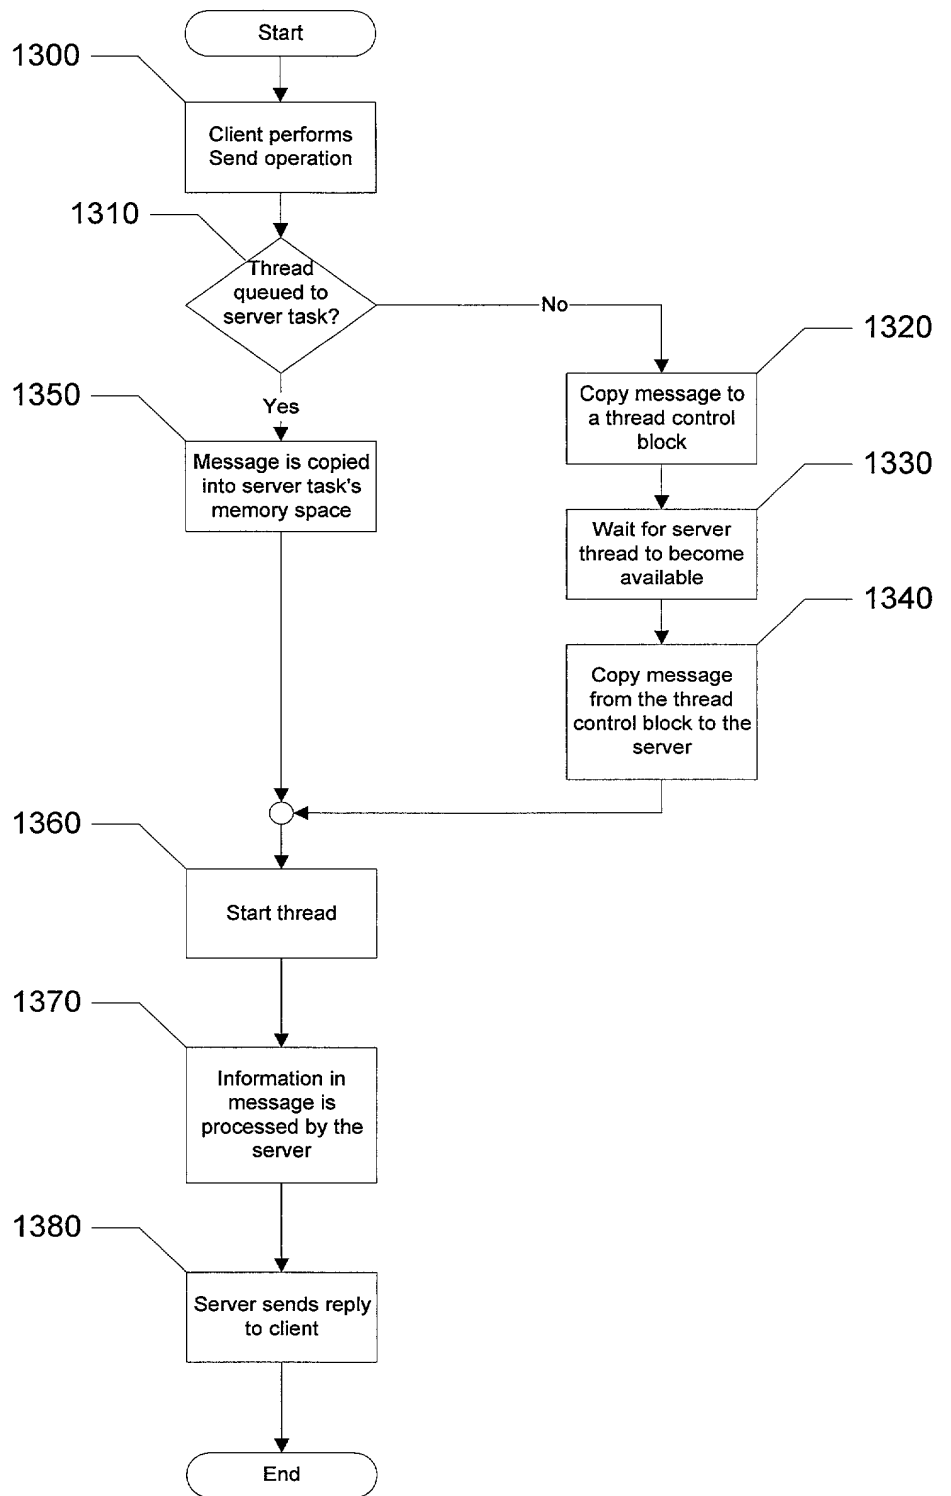 Start
1300
Client performs
Send operation
1310
Thread
queued to
server task?
No
1320
Copy message to
a thread control
block
1350
Yes
Message is copied
into server task's
memory space
1330
Wait for server
thread to become
available
1340
Copy message
from the thread
control block to the
server
1360
Start thread
1370
Information in
message is
processed by the
server
1380
Server sends reply
to client
End